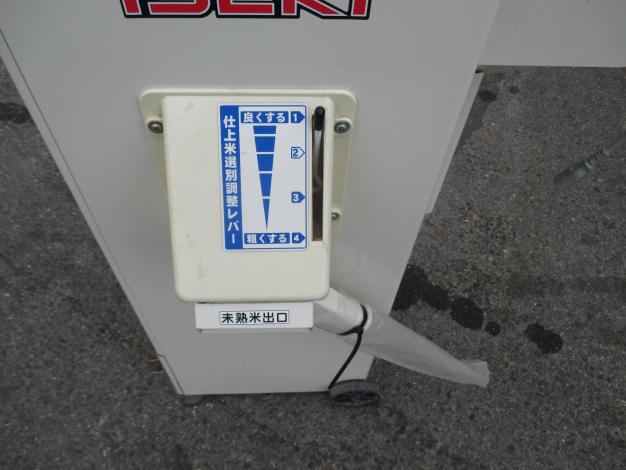 ISEKI
仕上米選別調整レバー
良くする 1
2
3
粗くする 4
未熟米出口